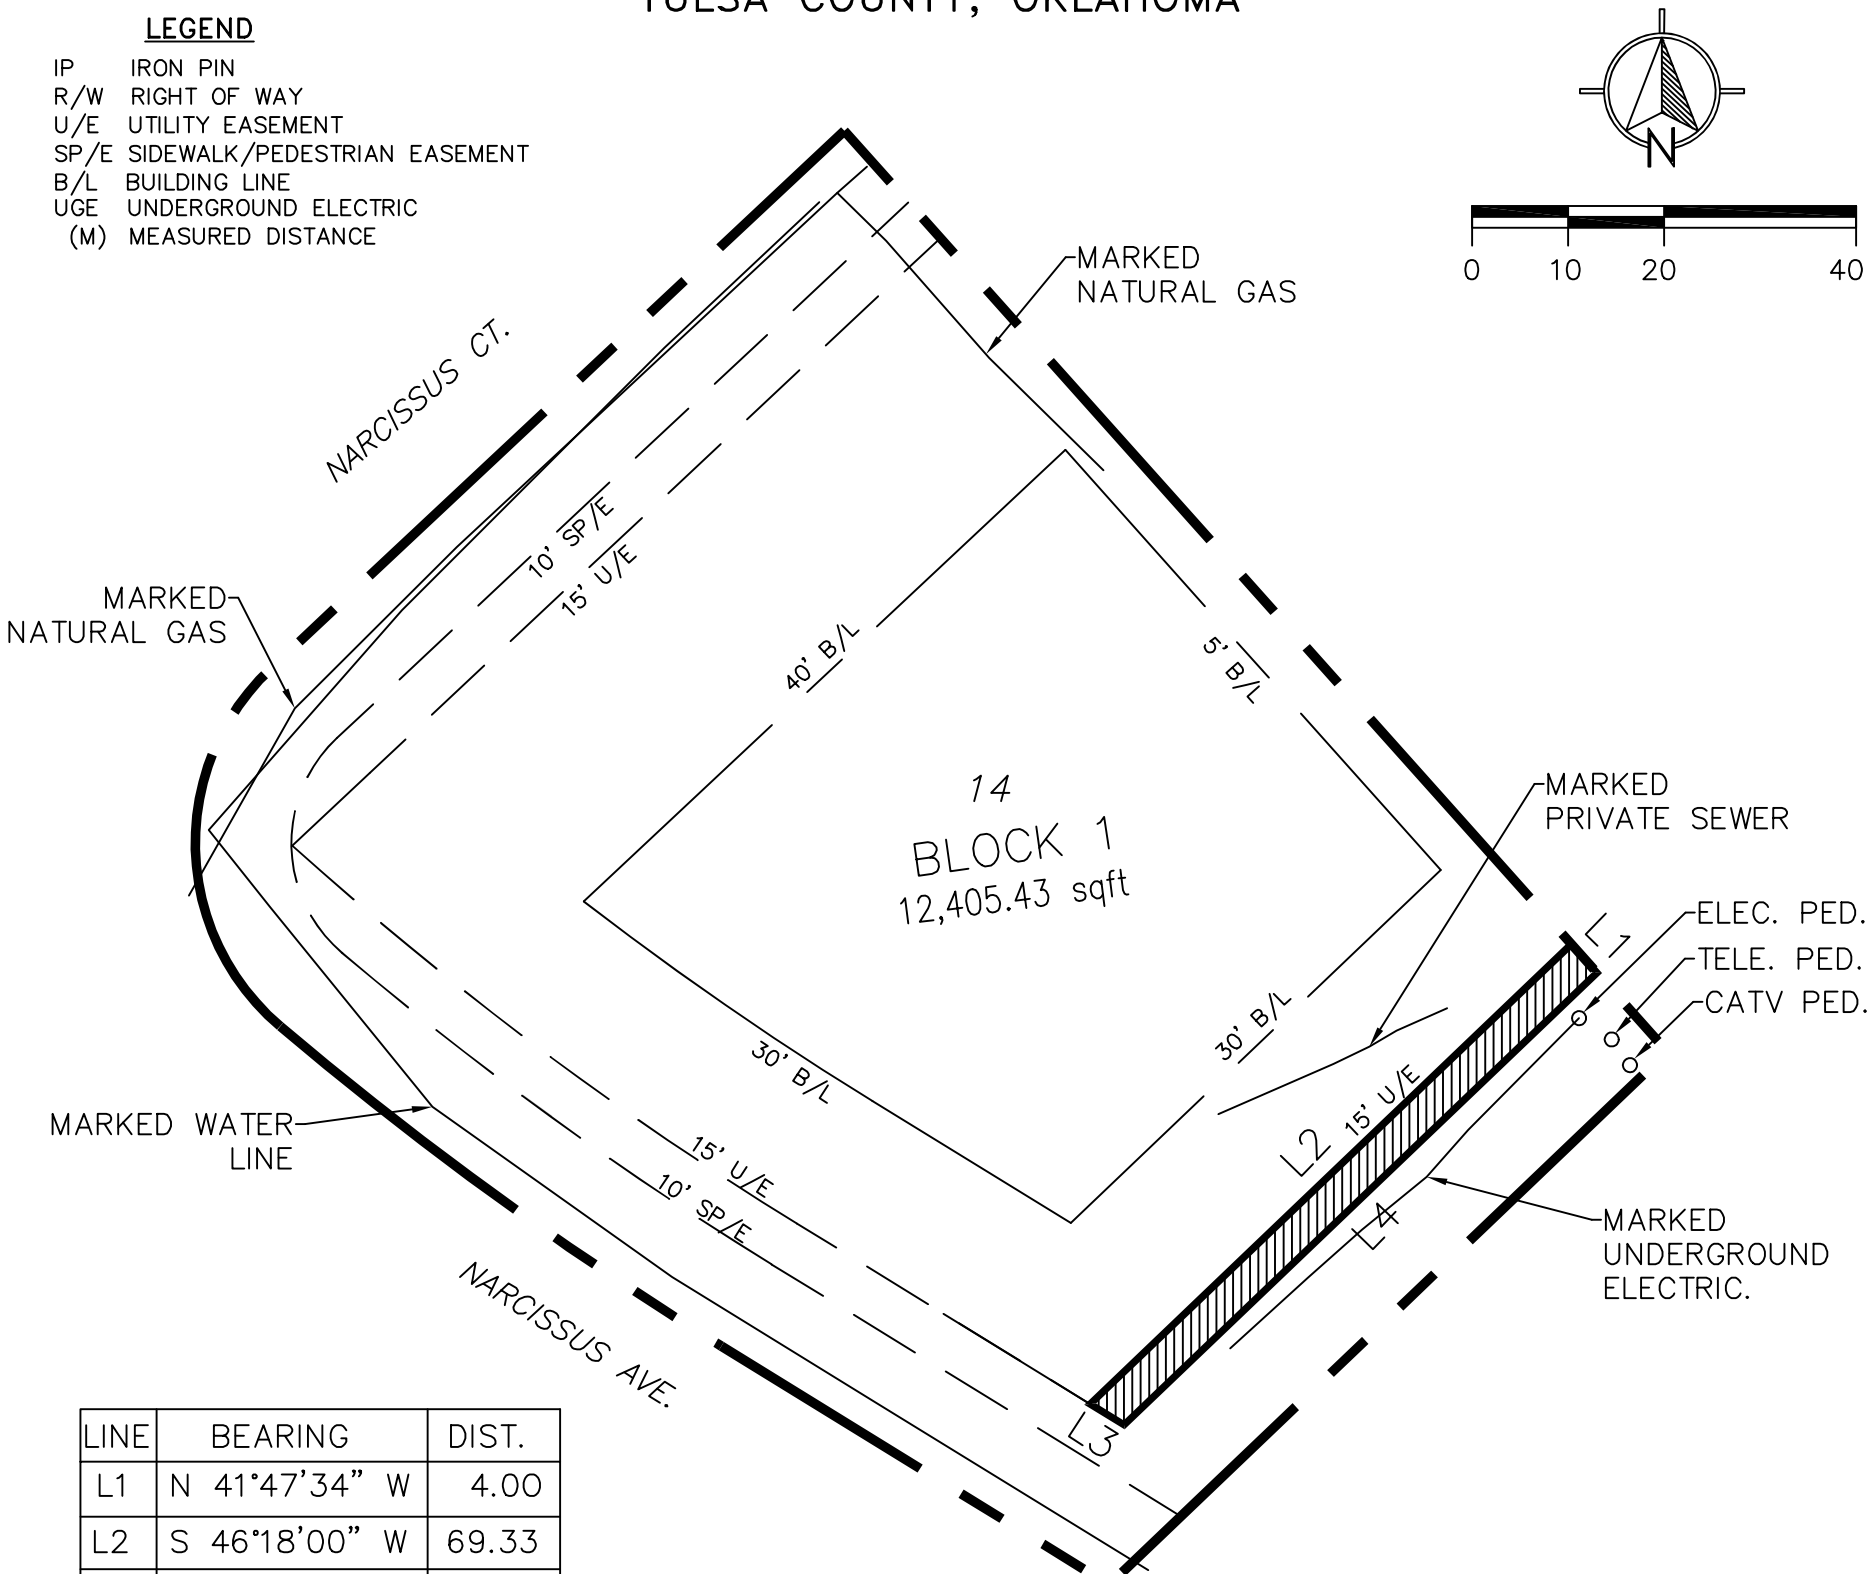 TULSA COUNTY, OKLAHOMA
LEGEND
IP IRON PIN
R/W RIGHT OF WAY
U/E UTILITY EASEMENT
SP/E SIDEWALK/PEDESTRIAN EASEMENT
B/L BUILDING LINE
UGE UNDERGROUND ELECTRIC
(M) MEASURED DISTANCE
N
0 10 20 40
MARKED
NATURAL GAS
NARCISSUS CT.
10' SP/E
15' U/E
MARKED
NATURAL GAS
40' B/L
5' B/L
14
BLOCK 1
12,405.43 sqft
MARKED
PRIVATE SEWER
ELEC. PED.
TELE. PED.
CATV PED.
L1
30' B/L
30' B/L
15' U/E
L2
MARKED WATER
LINE
15' U/E
10' SP/E
L4
MARKED
UNDERGROUND
ELECTRIC.
NARCISSUS AVE.
L3
LINE BEARING DIST.
L1 N 41°47'34" W 4.00
L2 S 46°18'00" W 69.33